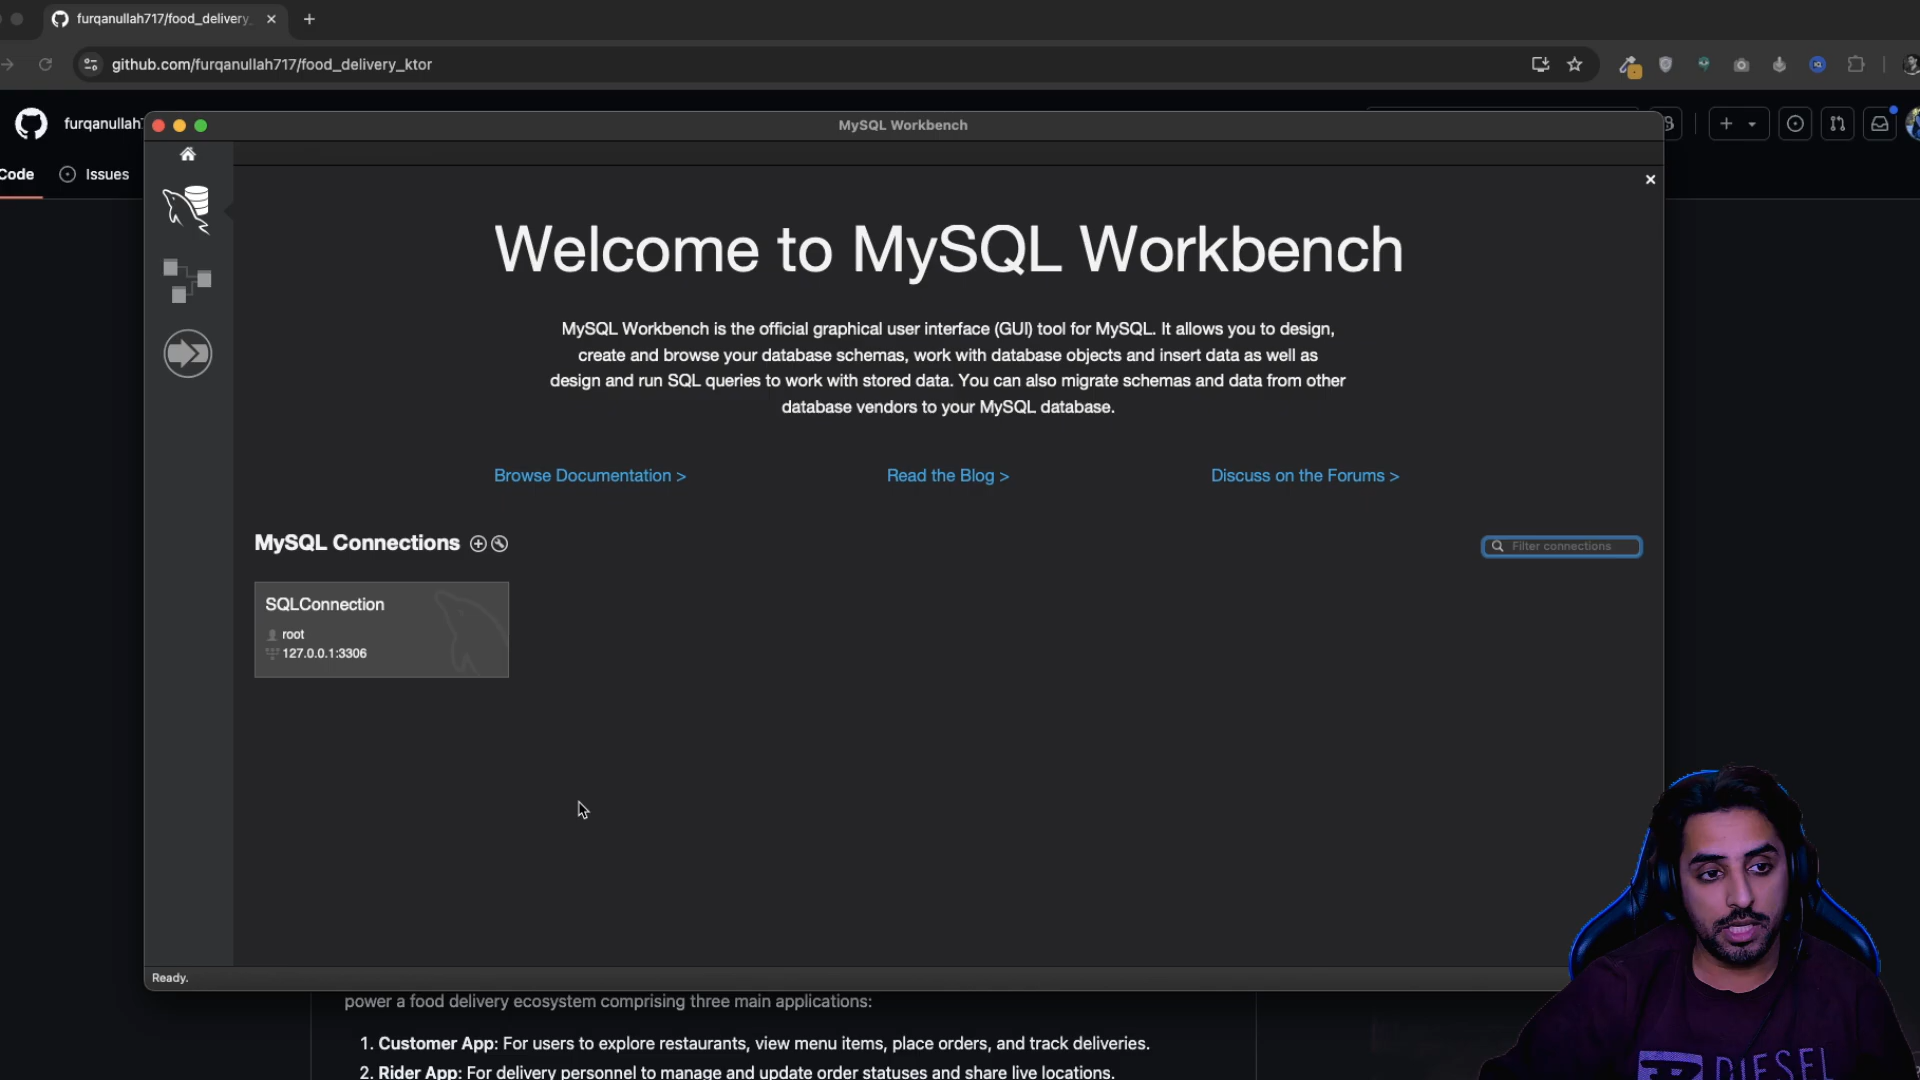 furqanullah717/food_delivery_
github.com/furqanullah717/food_delivery_ktor
furqanullah
MySQL Workbench
Code
Issues
Welcome to MySQL Workbench
MySQL Workbench is the official graphical user interface (GUI) tool for MySQL. It allows you to design,
create and browse your database schemas, work with database objects and insert data as well as
design and run SQL queries to work with stored data. You can also migrate schemas and data from other
database vendors to your MySQL database.
Browse Documentation >
Read the Blog >
Discuss on the Forums >
MySQL Connections
Filter connections
SQLConnection
root
127.0.0.1:3306
Ready.
power a food delivery ecosystem comprising three main applications:
1. Customer App: For users to explore restaurants, view menu items, place orders, and track deliveries.
2. Rider App: For delivery personnel to manage and update order statuses and share live locations.
DIESEL